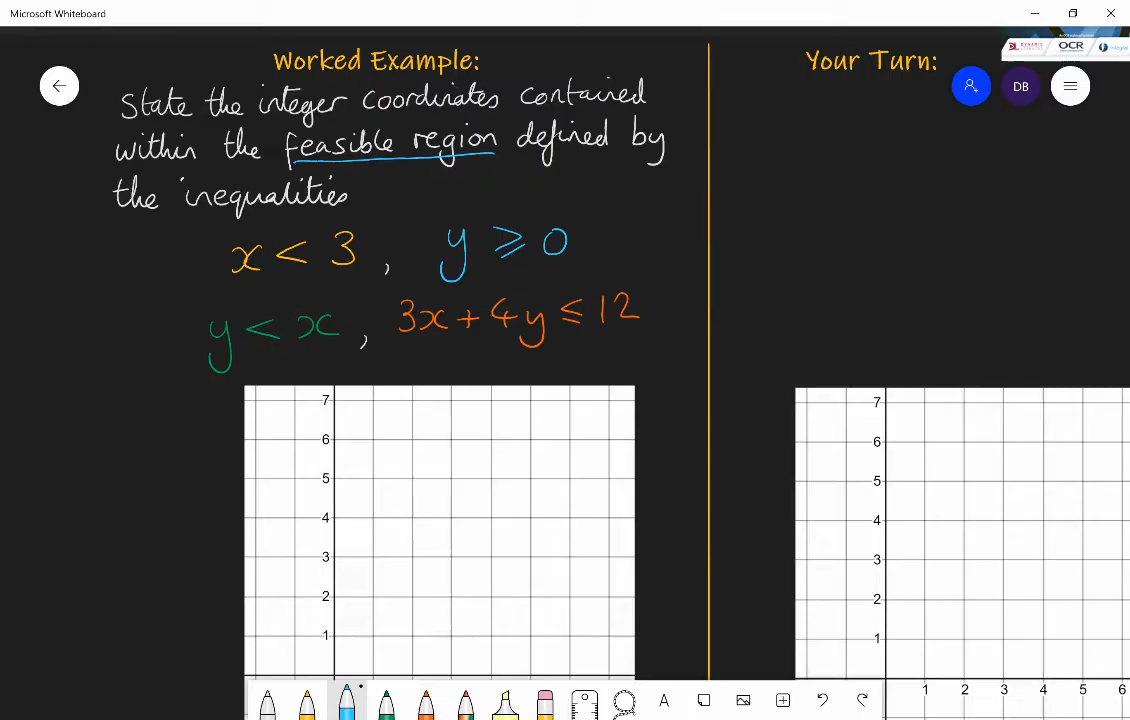 Microsoft Whiteboard
Worked Example:
State the integer coordinates contained
within the feasible region defined by
the inequalities
x < 3 , y ⩾ 0
y < x , 3x + 4y ≤ 12
7
6
5
4
3
2
1
Your Turn:
OCR
DB
7
6
5
4
3
2
1
1 2 3 4 5 6
A